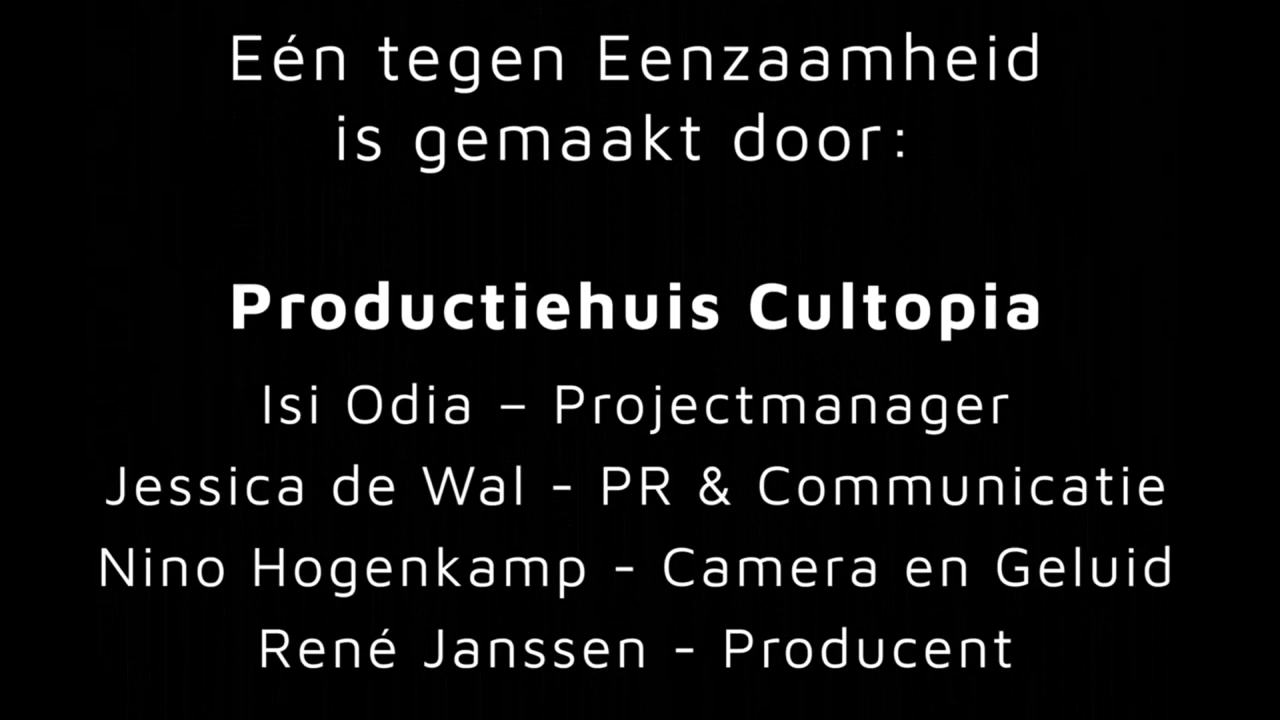 Eén tegen Eenzaamheid
is gemaakt door:
Productiehuis Cultopia
Isi Odia – Projectmanager
Jessica de Wal - PR & Communicatie
Nino Hogenkamp - Camera en Geluid
René Janssen - Producent